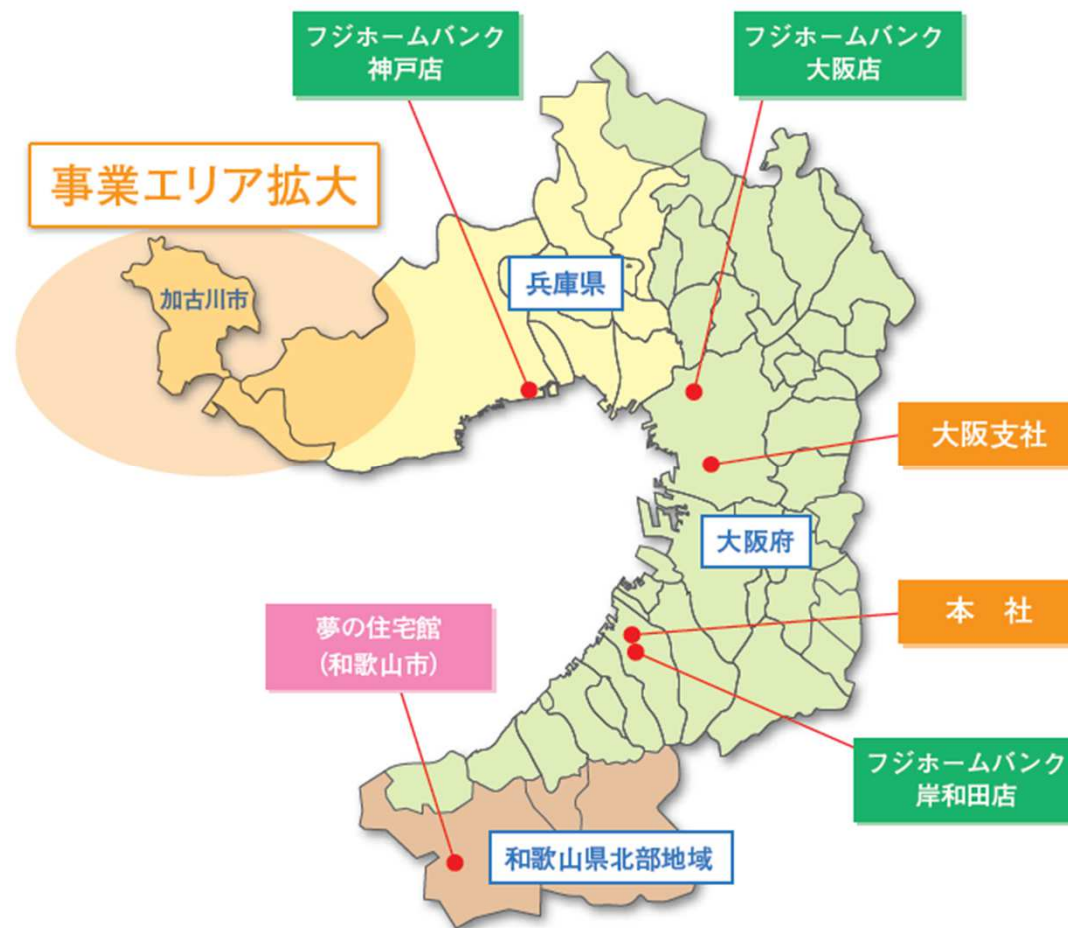 フジホームバンク
神戸店
フジホームバンク
大阪店
事業エリア拡大
加古川市
兵庫県
大阪支社
大阪府
本　社
夢の住宅館
(和歌山市)
フジホームバンク
岸和田店
和歌山県北部地域